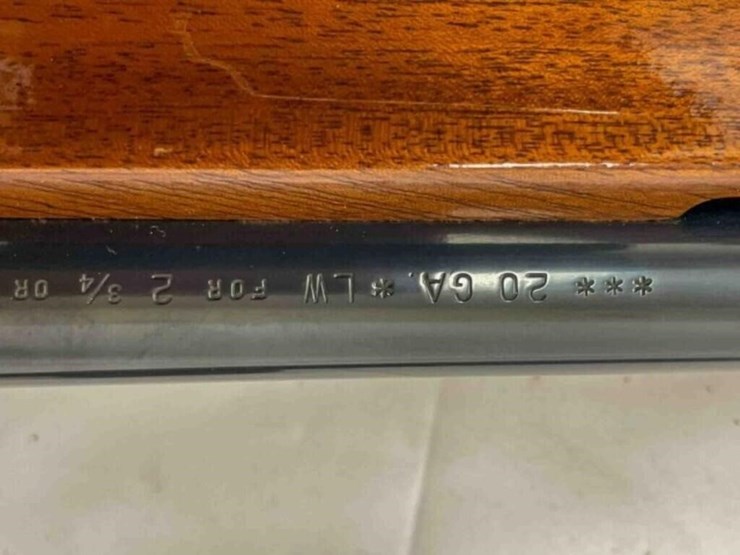 *** 20 GA. * LW FOR 2 3/4 OR